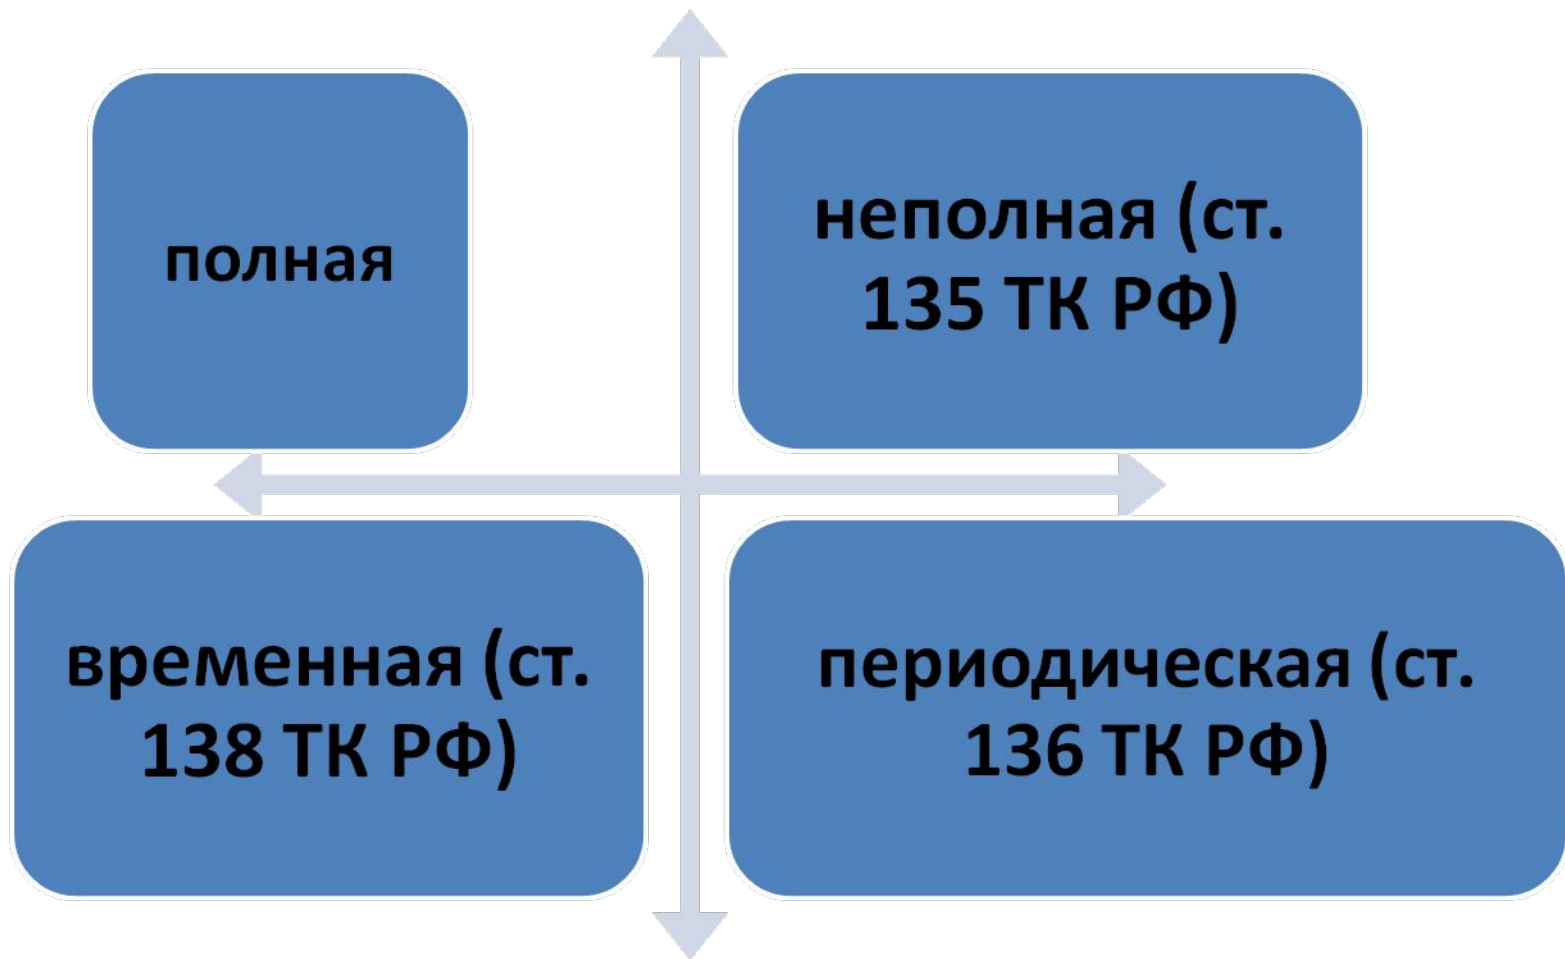 полная
неполная (ст.
135 ТК РФ)
временная (ст.
138 ТК РФ)
периодическая (ст.
136 ТК РФ)